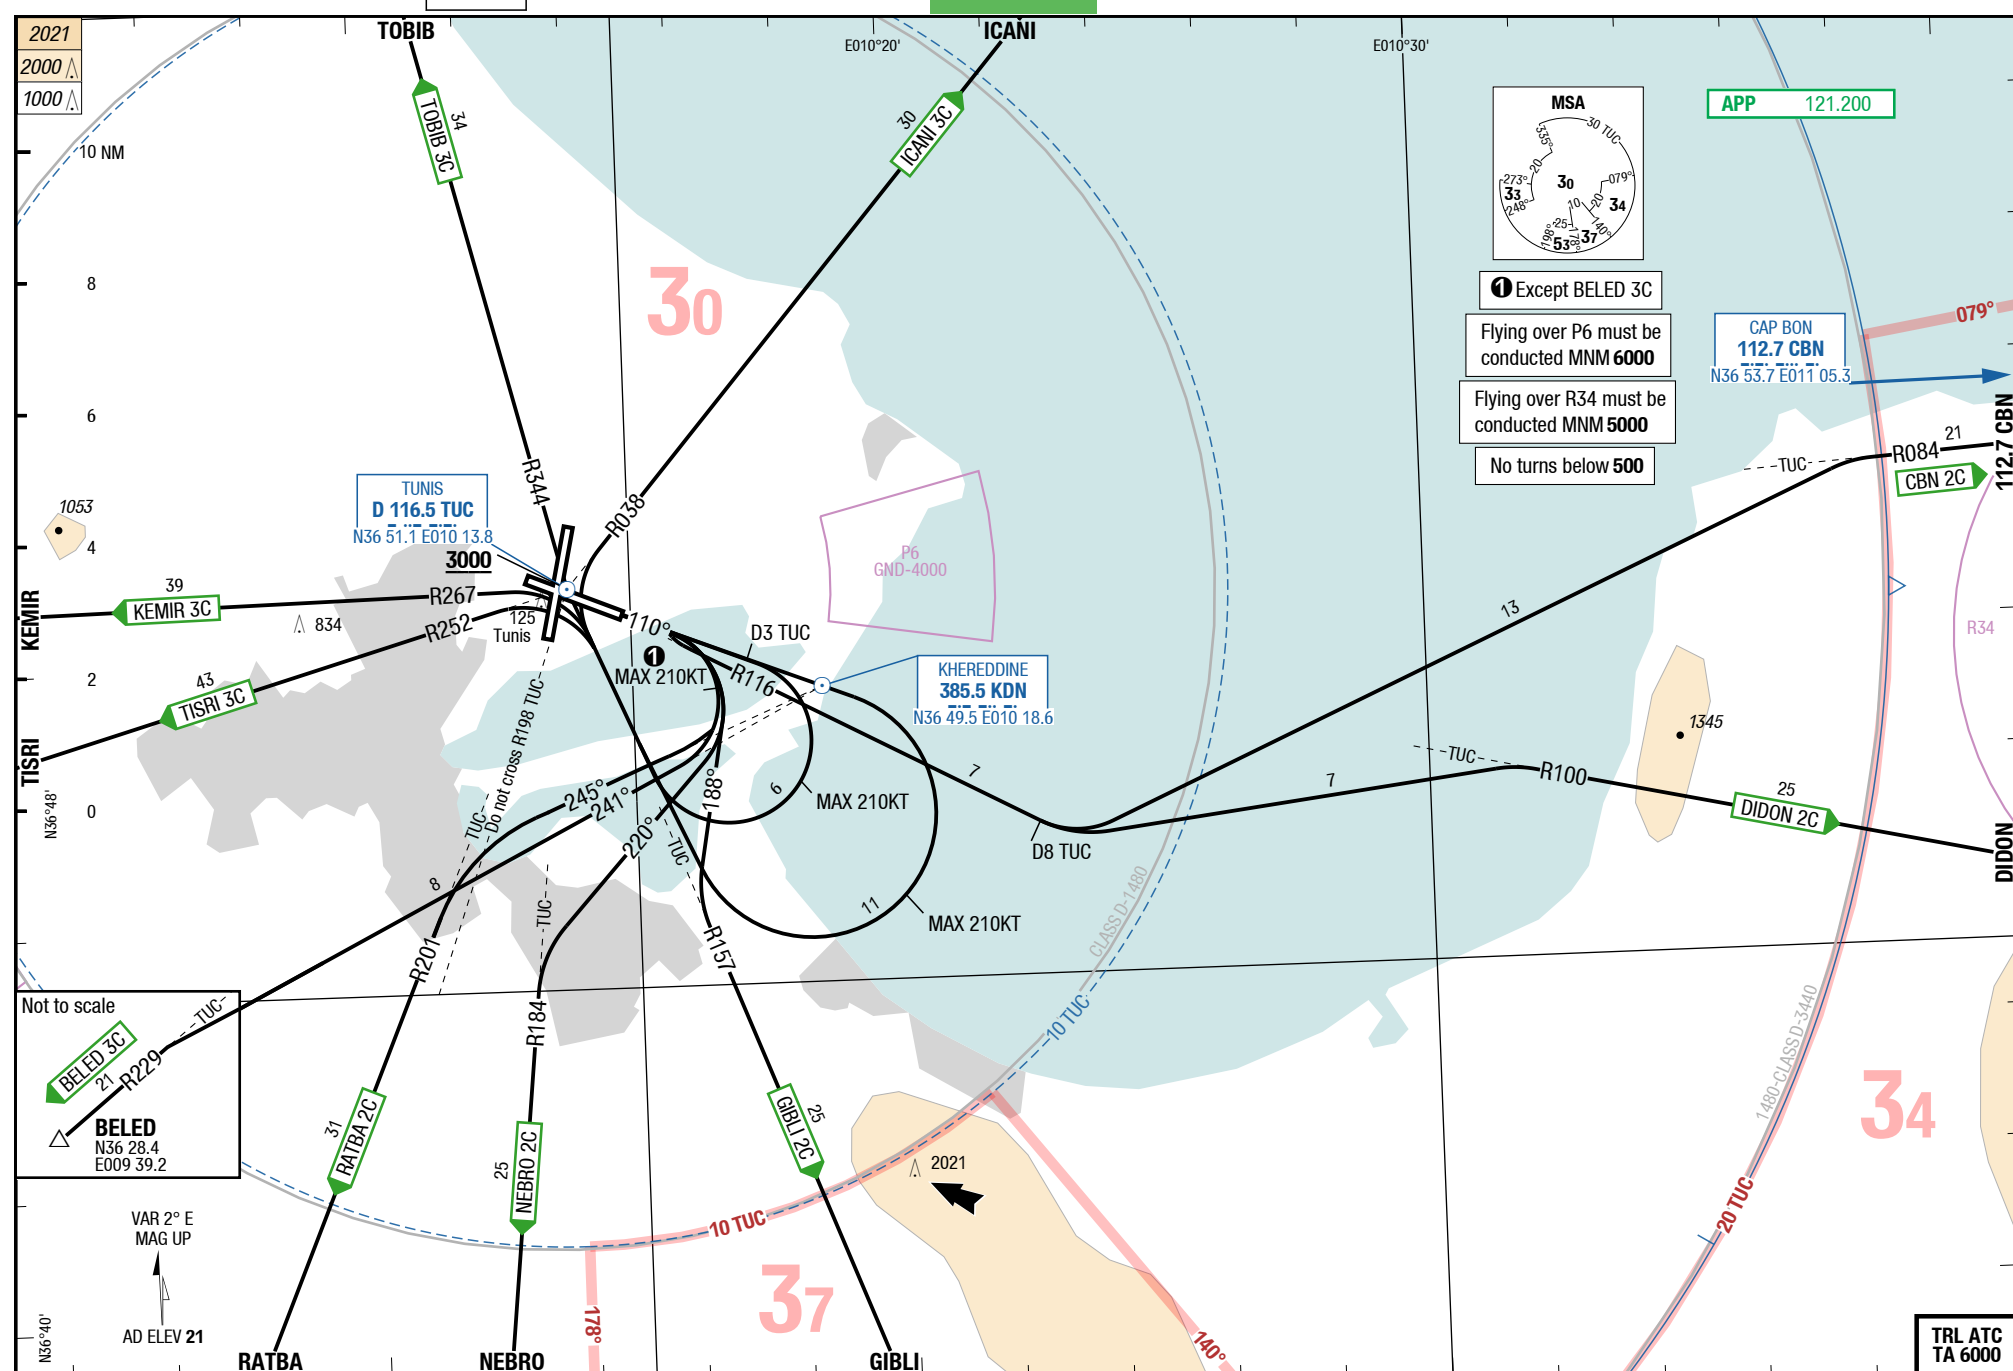 2021
2000
1000
TOBIB
ICANI
E010°20'
E010°30'
10 NM
8
6
4
2
0
34
TOBIB 3C
30
ICANI 3C
MSA
30 TUC
335°
20
273°
33
248°
30
079°
20
34
10
140°
37
25
178°
198°
53
APP 121.200
1 Except BELED 3C
Flying over P6 must be
conducted MNM 6000
Flying over R34 must be
conducted MNM 5000
No turns below 500
CAP BON
112.7 CBN
N36 53.7 E011 05.3
079°
30
R344
R038
TUNIS
D 116.5 TUC
N36 51.1 E010 13.8
3000
1053
P6
GND-4000
TUC
R084
21
CBN 2C
112.7 CBN
KEMIR
39
KEMIR 3C
R267
834
125
Tunis
R252
43
TISRI 3C
TISRI
110°
1
MAX 210KT
D3 TUC
R116
KHEREDDINE
385.5 KDN
N36 49.5 E010 18.6
13
R34
1345
N36°48'
Do not cross R198 TUC
TUC
245°
241°
220°
188°
6
MAX 210KT
7
D8 TUC
7
TUC
R100
25
DIDON 2C
DIDON
8
TUC
TUC
11
MAX 210KT
CLASS D-1480
R201
R157
R184
10 TUC
1480-CLASS D-3440
Not to scale
TUC
BELED 3C
21
R229
BELED
N36 28.4
E009 39.2
31
RATBA 2C
25
NEBRO 2C
GIBLI 2C
25
2021
34
20 TUC
10 TUC
37
178°
140°
VAR 2° E
MAG UP
AD ELEV 21
N36°40'
RATBA
NEBRO
GIBLI
TRL ATC
TA 6000